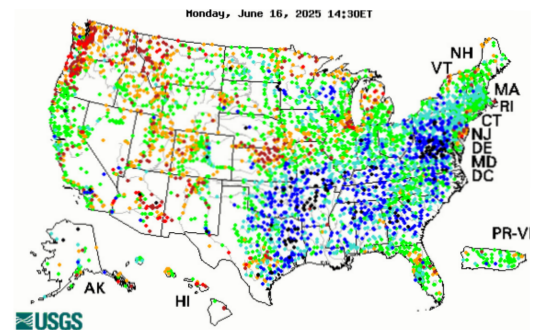 Monday, June 16, 2025 14:30ET
NH
VT
MA
RI
CT
NJ
DE
MD
DC
PR-VI
AK
HI
USGS